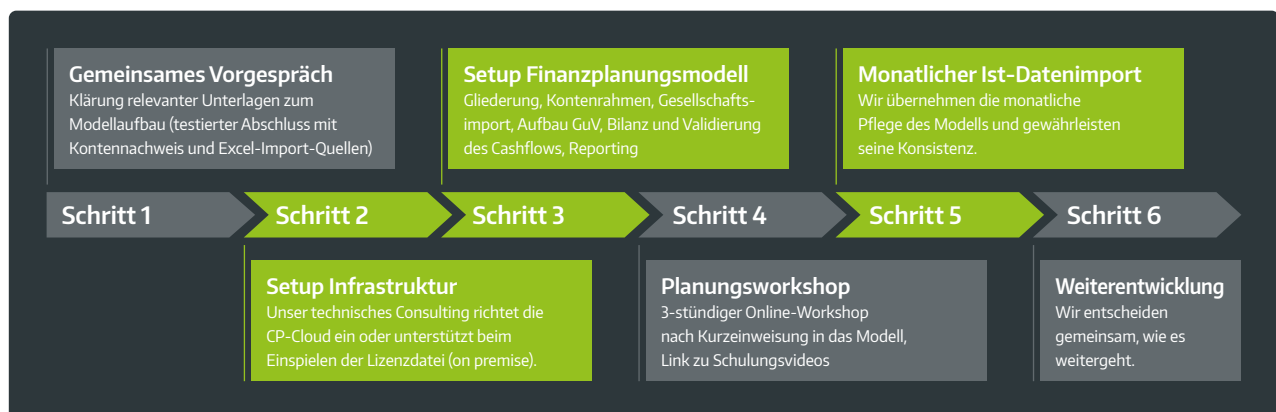 Gemeinsames Vorgespräch
Klärung relevanter Unterlagen zum
Modellaufbau (testierter Abschluss mit
Kontennachweis und Excel-Import-Quellen)
Setup Finanzplanungsmodell
Gliederung, Kontenrahmen, Gesellschafts-
import, Aufbau GuV, Bilanz und Validierung
des Cashflows, Reporting
Monatlicher Ist-Datenimport
Wir übernehmen die monatliche
Pflege des Modells und gewährleisten
seine Konsistenz.
Schritt 1
Schritt 2
Schritt 3
Schritt 4
Schritt 5
Schritt 6
Setup Infrastruktur
Unser technisches Consulting richtet die
CP-Cloud ein oder unterstützt beim
Einspielen der Lizenzdatei (on premise).
Planungsworkshop
3-stündiger Online-Workshop
nach Kurzeinweisung in das Modell,
Link zu Schulungsvideos
Weiterentwicklung
Wir entscheiden
gemeinsam, wie es
weitergeht.